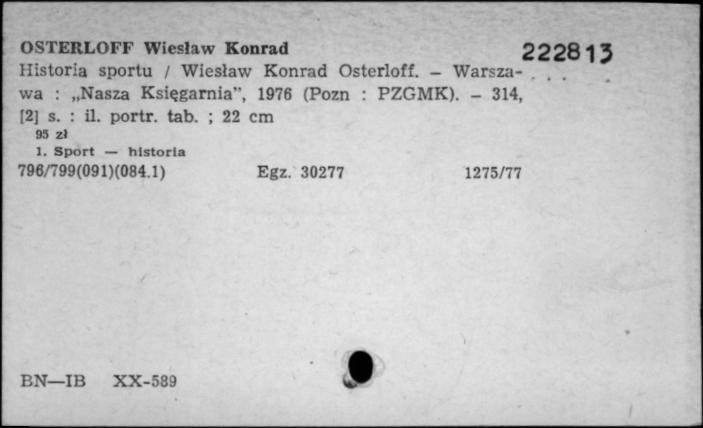 OSTERLOFF Wiesław Konrad 222813
Historia sportu / Wiesław Konrad Osterloff. — Warsza-
wa : „Nasza Księgarnia”, 1976 (Pozn : PZGMK). — 314,
[2] s. : il. portr. tab. ; 22 cm
95 zł
1. Sport — historia
796/799(091)(084.1) Egz. 30277 1275/77
BN—IB XX-589